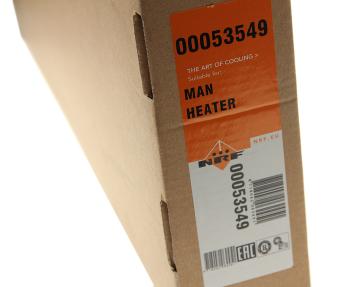 00053549
THE ART OF COOLING >
Suitable for:
MAN
HEATER
NRF.EU
NRF
00053549
EAC